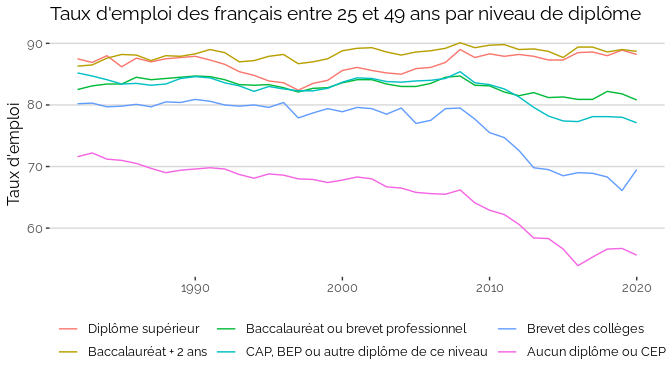 Taux d'emploi des français entre 25 et 49 ans par niveau de diplôme
Taux d'emploi
90
80
70
60
1990 2000 2010 2020
Diplôme supérieur Baccalauréat ou brevet professionnel Brevet des collèges
Baccalauréat + 2 ans CAP, BEP ou autre diplôme de ce niveau Aucun diplôme ou CEP